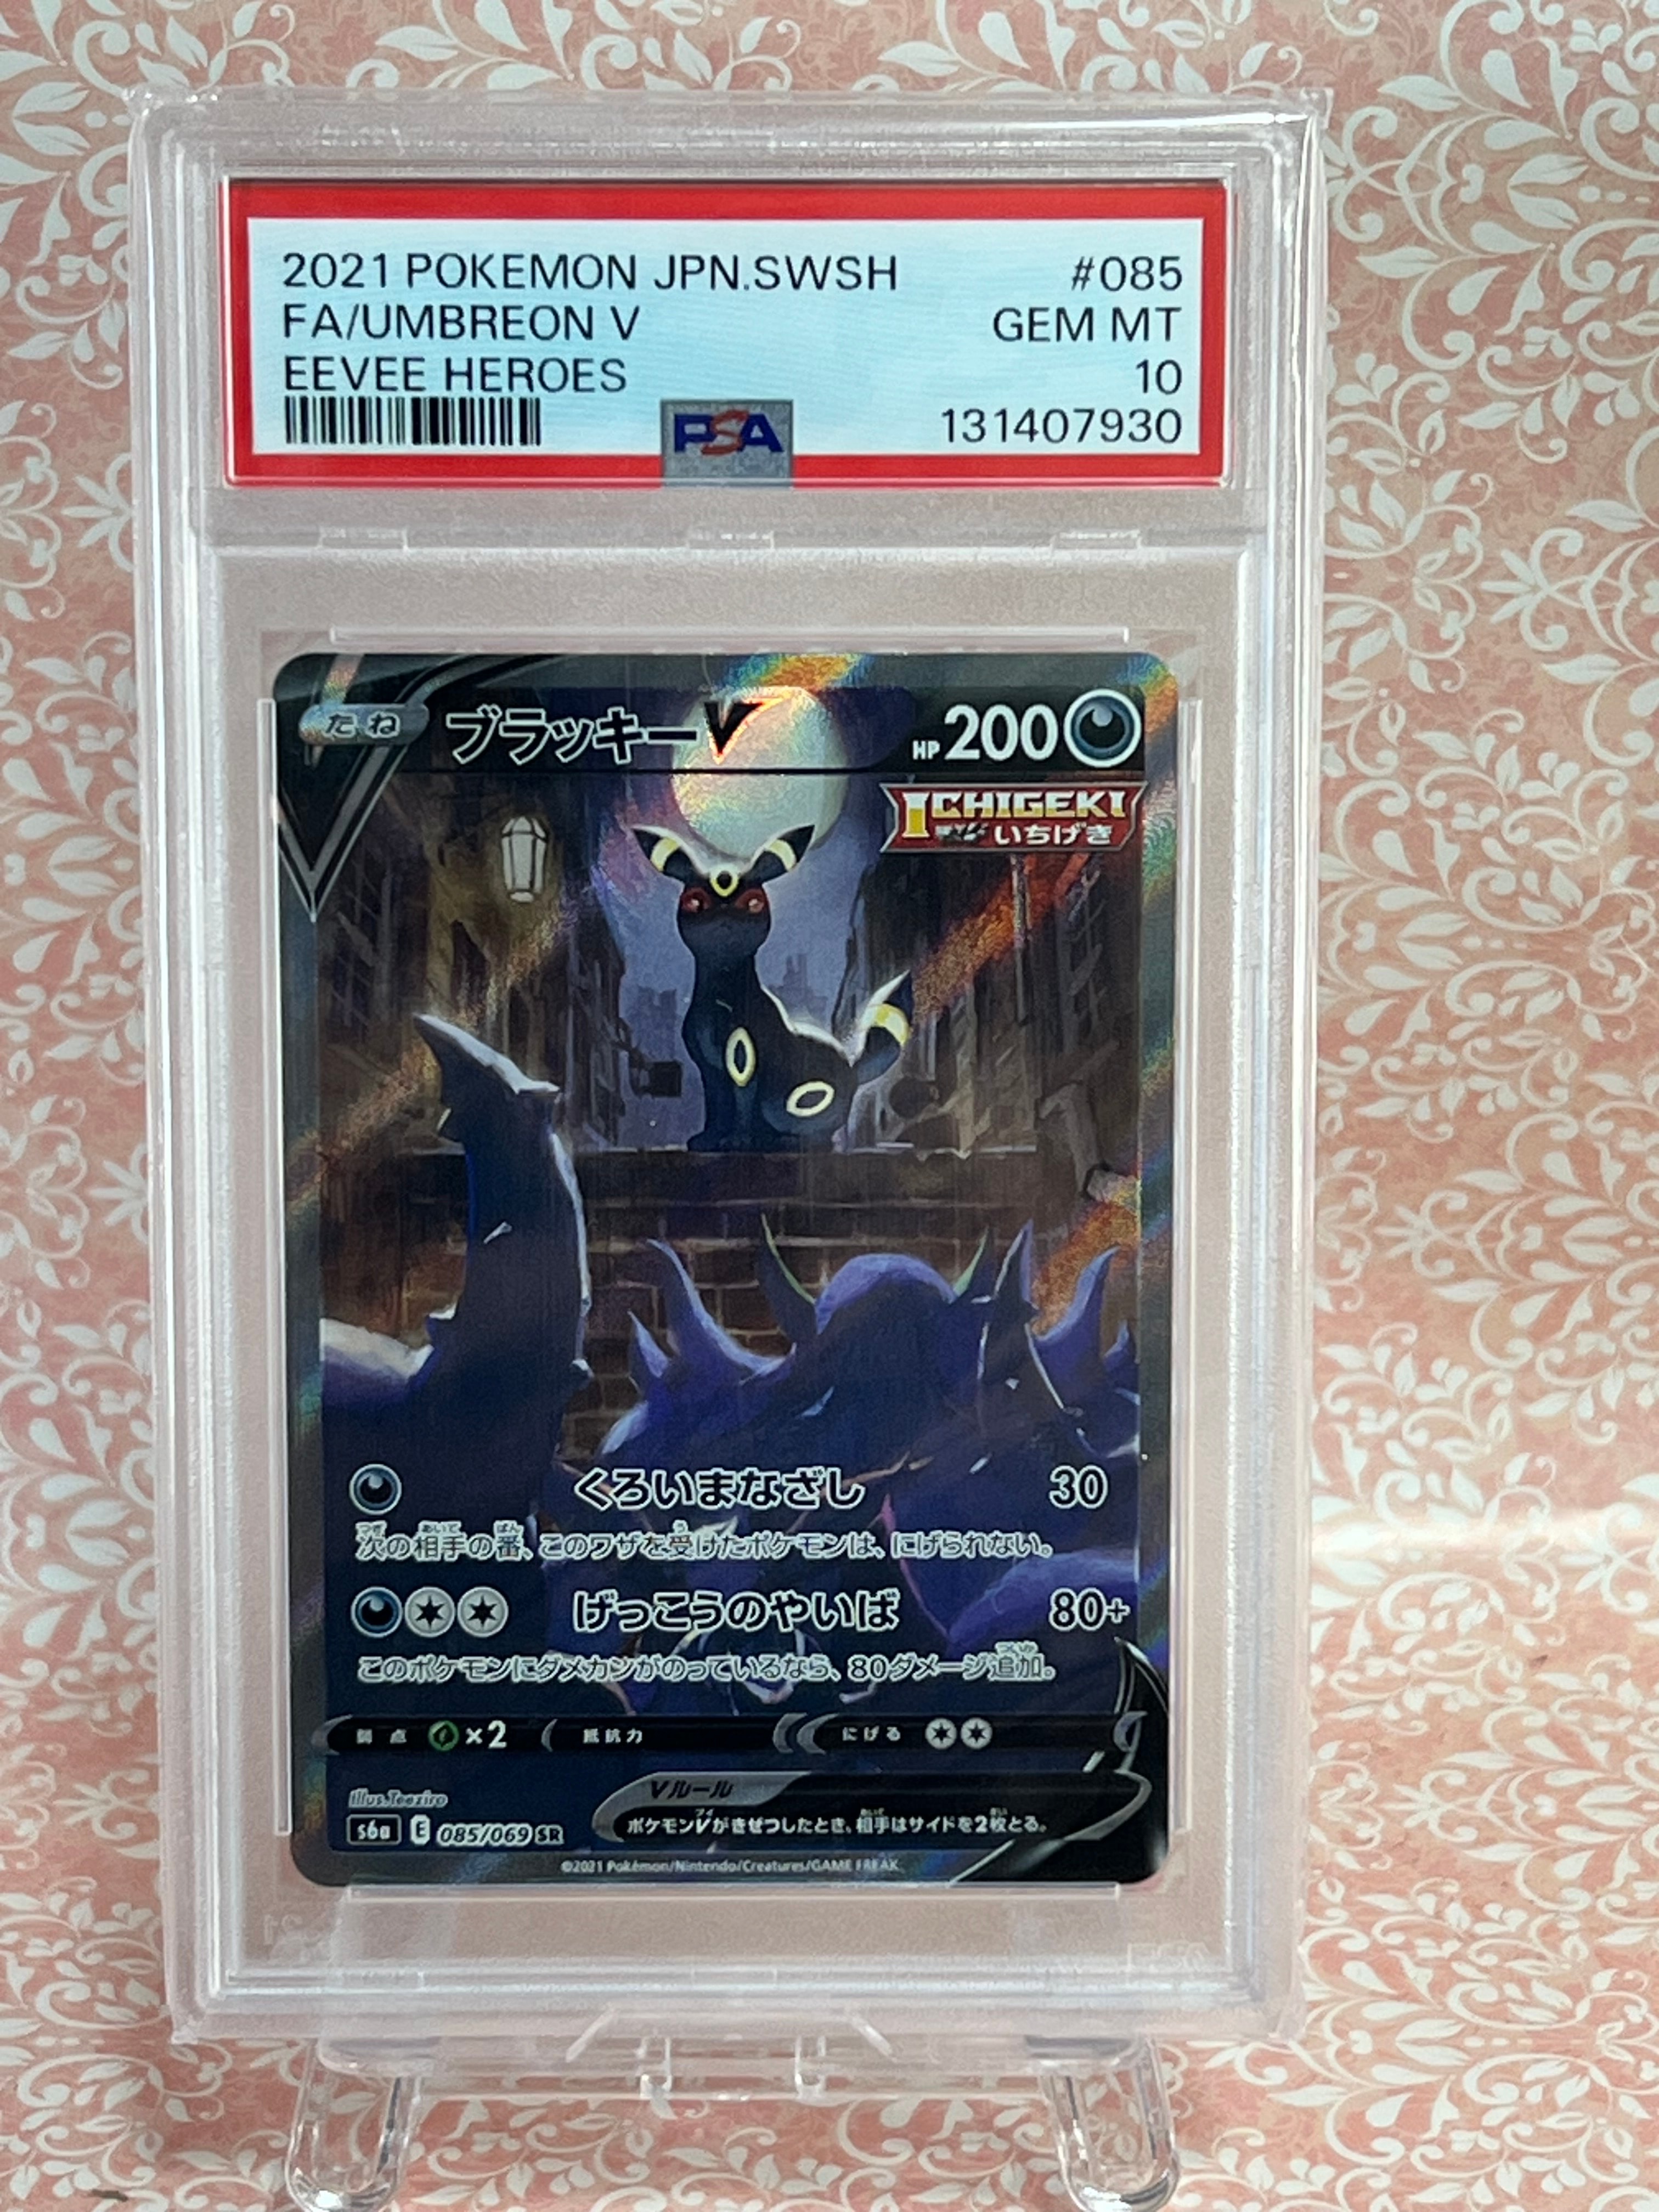 2021 POKEMON JPN.SWSH #085
FA/UMBREON V GEM MT
EEVEE HEROES 10
PSA 131407930
たね ブラッキーV HP 200
ICHIGEKI
いちげき
くろいまなざし 30
次の相手の番、このワザを受けたポケモンは、にげられない。
げっこうのやいば 80+
このポケモンにダメカンがのっているなら、80ダメージ追加。
弱点 ×2 抵抗力 にげる
Vルール
ポケモンVがきぜつしたとき、相手はサイドを2枚とる。
Illus.Teeziro
s6a E 085/069 SR
©2021 Pokémon/Nintendo/Creatures/GAME FREAK